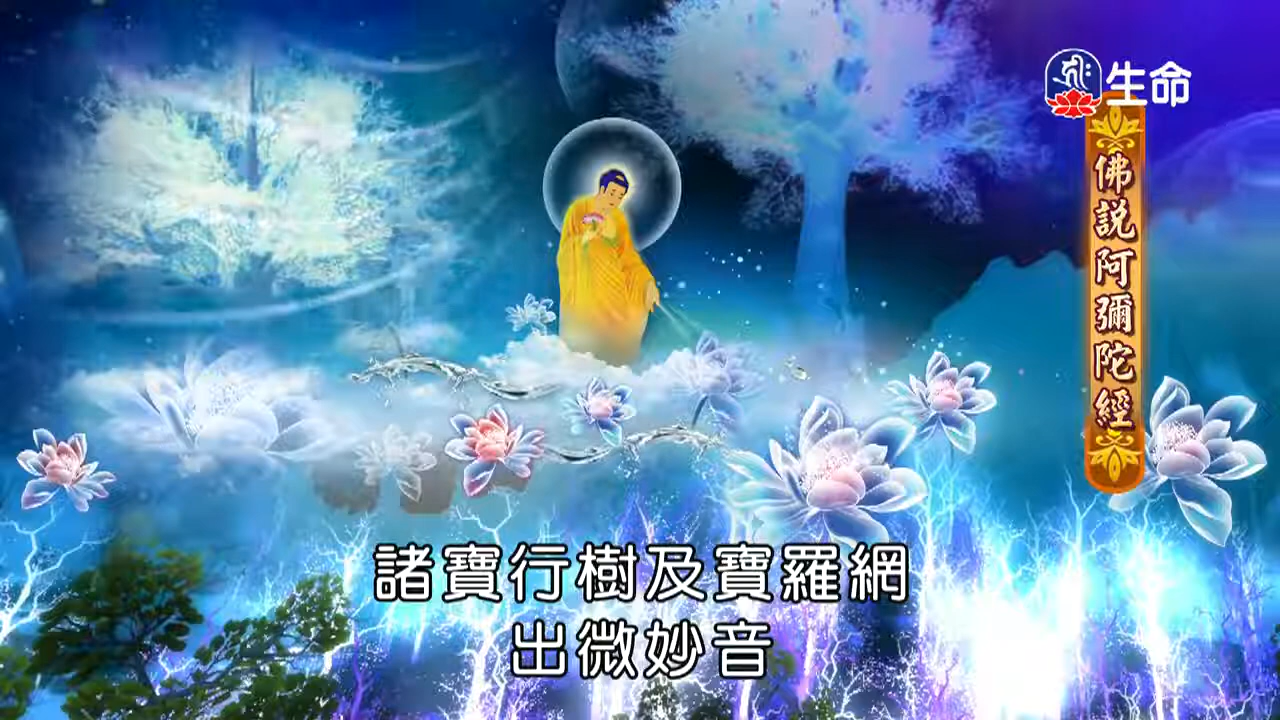 生命
佛説阿彌陀經
諸寶行樹及寶羅網
出微妙音